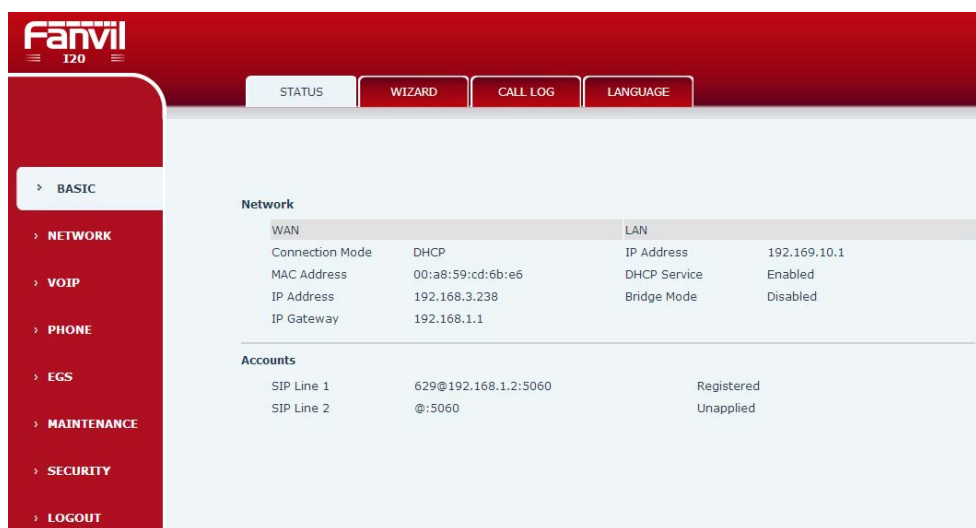 Fanvil
I20
STATUS WIZARD CALL LOG LANGUAGE
› BASIC
› NETWORK
› VOIP
› PHONE
› EGS
› MAINTENANCE
› SECURITY
› LOGOUT
Network
WAN LAN
Connection Mode DHCP IP Address 192.169.10.1
MAC Address 00:a8:59:cd:6b:e6 DHCP Service Enabled
IP Address 192.168.3.238 Bridge Mode Disabled
IP Gateway 192.168.1.1
Accounts
SIP Line 1 629@192.168.1.2:5060 Registered
SIP Line 2 @:5060 Unapplied